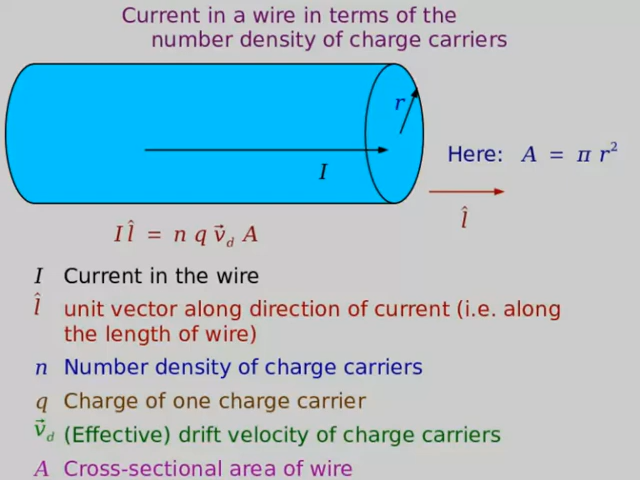 Current in a wire in terms of the
number density of charge carriers
r
Here: A = π r²
I
l̂
I l̂ = n q v⃗_d A
I Current in the wire
l̂ unit vector along direction of current (i.e. along
the length of wire)
n Number density of charge carriers
q Charge of one charge carrier
v⃗_d (Effective) drift velocity of charge carriers
A Cross-sectional area of wire